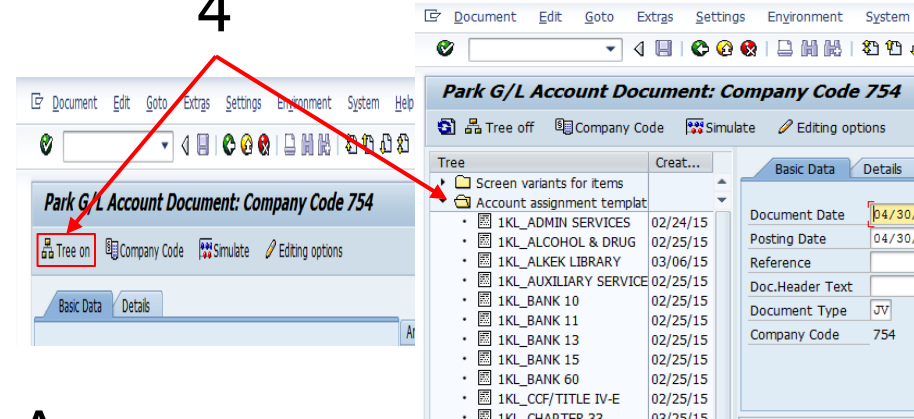 4
Document Edit Goto Extras Settings Environment System Help
Park G/L Account Document: Company Code 754
Tree on Company Code Simulate Editing options
Basic Data Details
Document Edit Goto Extras Settings Environment System
Park G/L Account Document: Company Code 754
Tree off Company Code Simulate Editing options
Tree Creat...
Screen variants for items
Account assignment templat
1KL_ADMIN SERVICES 02/24/15
1KL_ALCOHOL & DRUG 02/25/15
1KL_ALKEK LIBRARY 03/06/15
1KL_AUXILIARY SERVICE 02/25/15
1KL_BANK 10 02/25/15
1KL_BANK 11 02/25/15
1KL_BANK 13 02/25/15
1KL_BANK 15 02/25/15
1KL_BANK 60 02/25/15
1KL_CCF/TITLE IV-E 02/25/15
1KL_CHAPTER 33
Basic Data Details
Document Date 04/30/
Posting Date 04/30/
Reference
Doc.Header Text
Document Type JV
Company Code 754